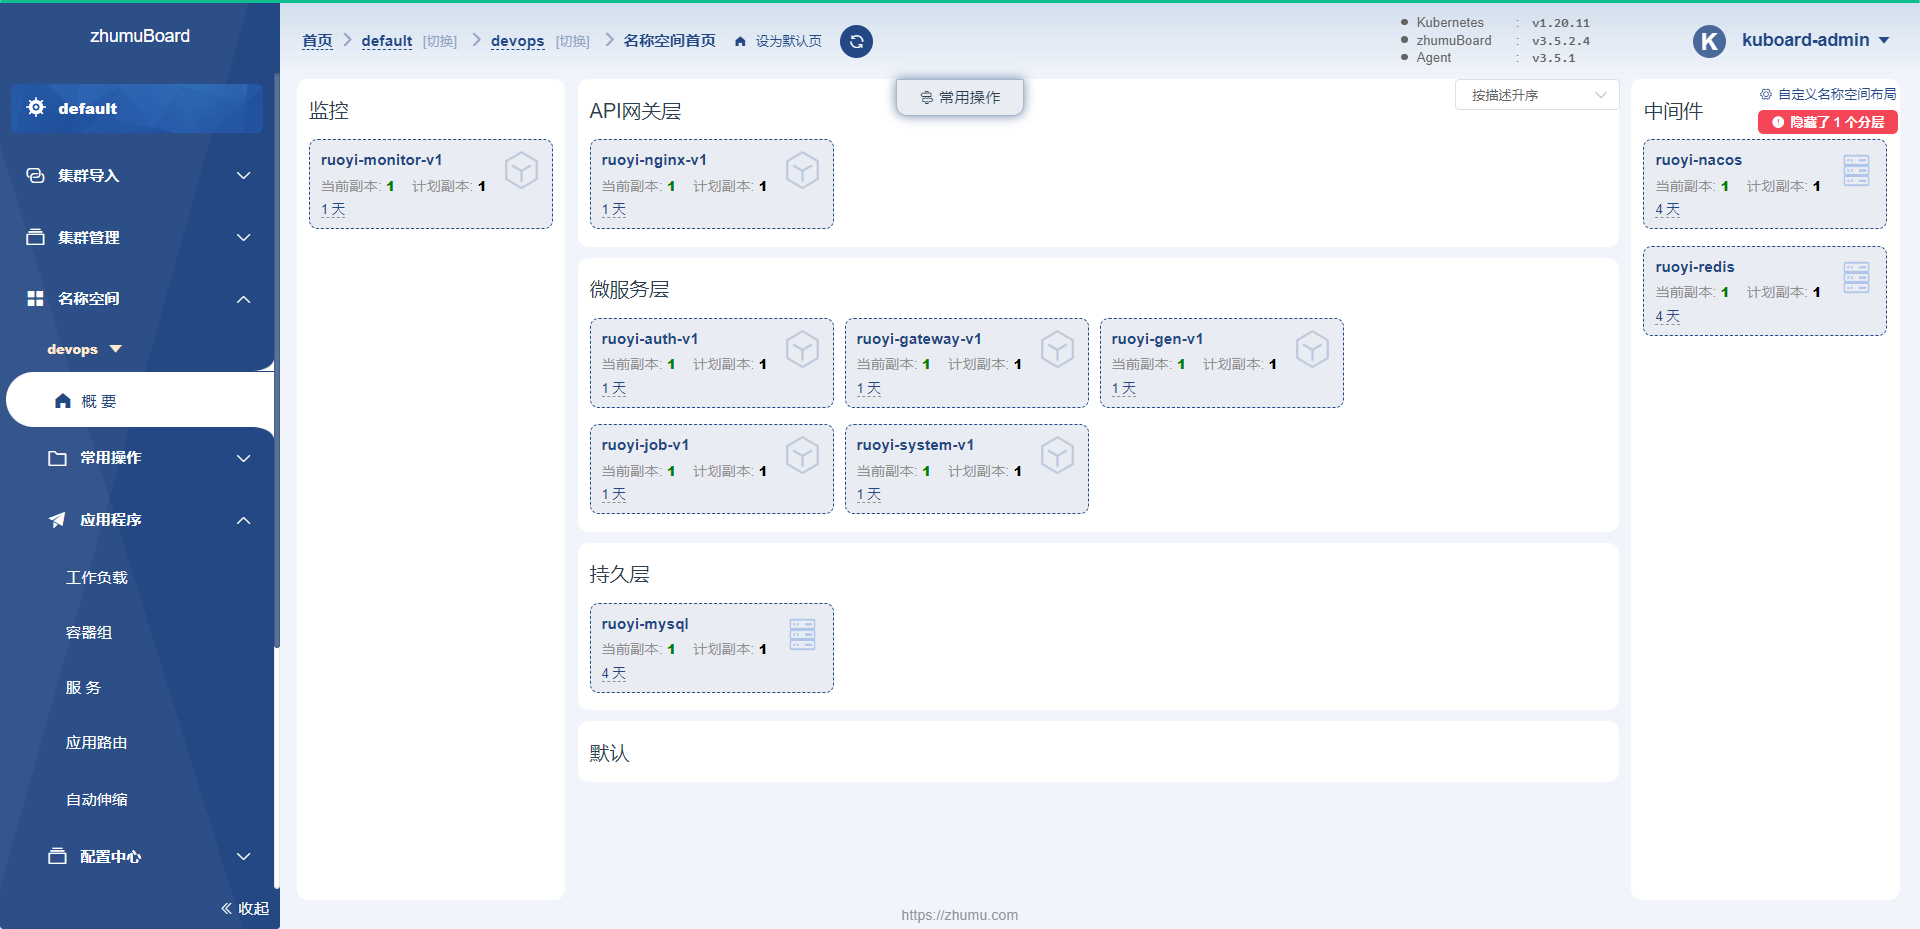 zhumuBoard
default
集群导入
集群管理
名称空间
devops
概 要
常用操作
应用程序
工作负载
容器组
服 务
应用路由
自动伸缩
配置中心
收起
首页 default [切换] devops [切换] 名称空间首页 设为默认页
Kubernetes : v1.20.11
zhumuBoard : v3.5.2.4
Agent : v3.5.1
K kuboard-admin
常用操作
按描述升序
监控
ruoyi-monitor-v1
当前副本: 1 计划副本: 1
1 天
API网关层
ruoyi-nginx-v1
当前副本: 1 计划副本: 1
1 天
微服务层
ruoyi-auth-v1
当前副本: 1 计划副本: 1
1 天
ruoyi-gateway-v1
当前副本: 1 计划副本: 1
1 天
ruoyi-gen-v1
当前副本: 1 计划副本: 1
1 天
ruoyi-job-v1
当前副本: 1 计划副本: 1
1 天
ruoyi-system-v1
当前副本: 1 计划副本: 1
1 天
持久层
ruoyi-mysql
当前副本: 1 计划副本: 1
4 天
默认
自定义名称空间布局
中间件
隐藏了 1 个分层
ruoyi-nacos
当前副本: 1 计划副本: 1
4 天
ruoyi-redis
当前副本: 1 计划副本: 1
4 天
https://zhumu.com